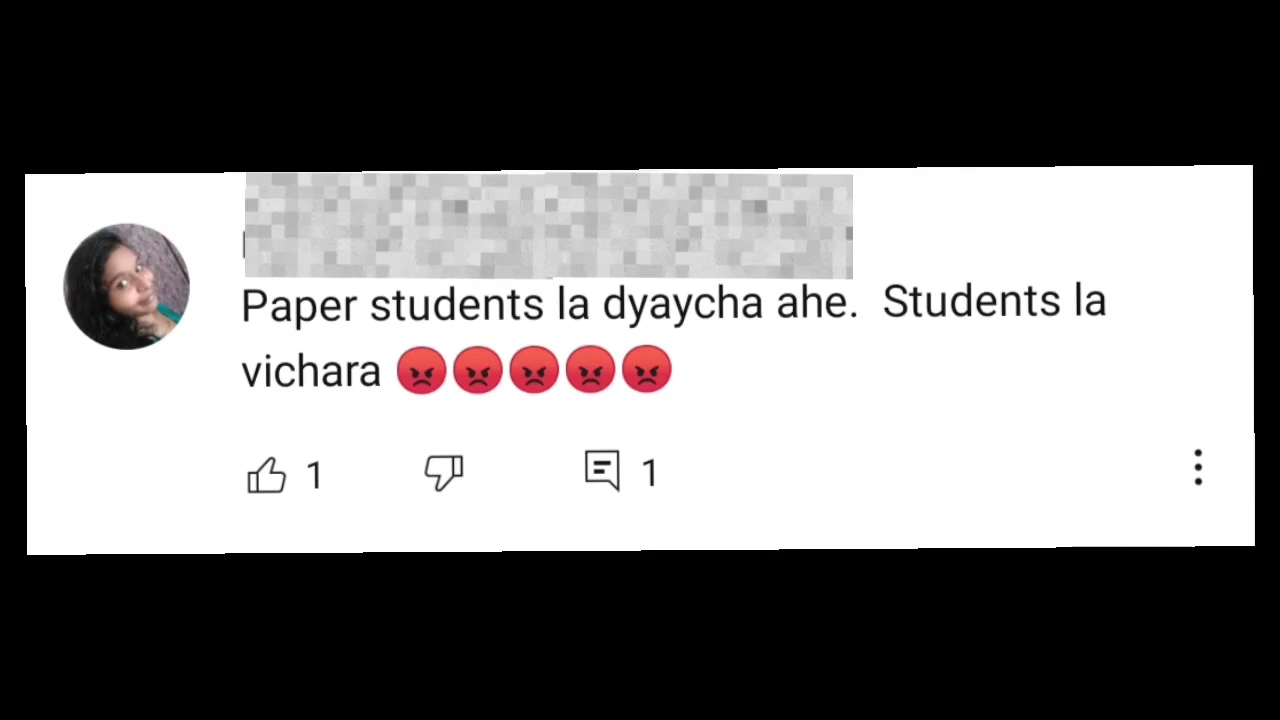 Paper students la dyaycha ahe.  Students la
vichara 😡😡😡😡😡
1 1